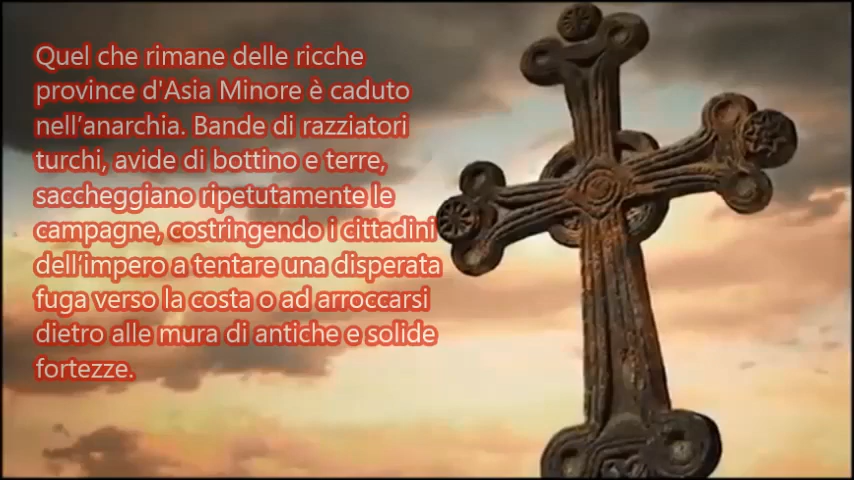 Quel che rimane delle ricche
province d'Asia Minore è caduto
nell’anarchia. Bande di razziatori
turchi, avide di bottino e terre,
saccheggiano ripetutamente le
campagne, costringendo i cittadini
dell’impero a tentare una disperata
fuga verso la costa o ad arroccarsi
dietro alle mura di antiche e solide
fortezze.